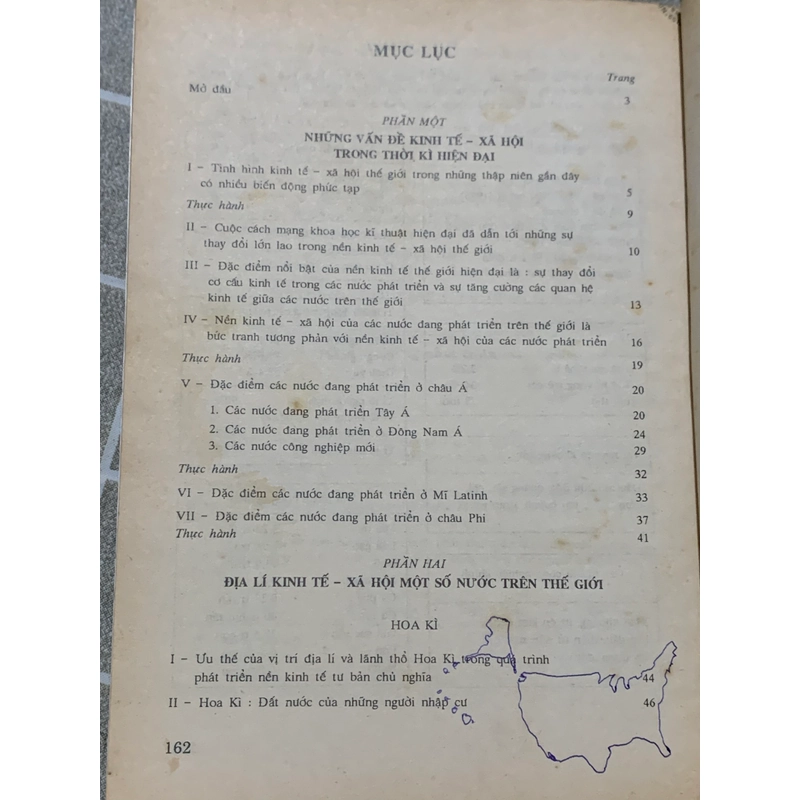 MỤC LỤC
Trang
Mở đầu 3
PHẦN MỘT
NHỮNG VẤN ĐỀ KINH TẾ – XÃ HỘI
TRONG THỜI KÌ HIỆN ĐẠI
I – Tình hình kinh tế – xã hội thế giới trong những thập niên gần đây
có nhiều biến động phức tạp 5
Thực hành 9
II – Cuộc cách mạng khoa học kĩ thuật hiện đại đã dẫn tới những sự
thay đổi lớn lao trong nền kinh tế – xã hội thế giới 10
III – Đặc điểm nổi bật của nền kinh tế thế giới hiện đại là : sự thay đổi
cơ cấu kinh tế trong các nước phát triển và sự tăng cường các quan hệ
kinh tế giữa các nước trên thế giới 13
IV – Nền kinh tế – xã hội của các nước đang phát triển trên thế giới là
bức tranh tương phản với nền kinh tế – xã hội của các nước phát triển 16
Thực hành 19
V – Đặc điểm các nước đang phát triển ở châu Á 20
1. Các nước đang phát triển Tây Á 20
2. Các nước đang phát triển ở Đông Nam Á 24
3. Các nước công nghiệp mới 29
Thực hành 32
VI – Đặc điểm các nước đang phát triển ở Mĩ Latinh 33
VII – Đặc điểm các nước đang phát triển ở châu Phi 37
Thực hành 41
PHẦN HAI
ĐỊA LÍ KINH TẾ – XÃ HỘI MỘT SỐ NƯỚC TRÊN THẾ GIỚI
HOA KÌ
I – Ưu thế của vị trí địa lí và lãnh thổ Hoa Kì trong quá trình
phát triển nền kinh tế tư bản chủ nghĩa 44
II – Hoa Kì : Đất nước của những người nhập cư 46
162